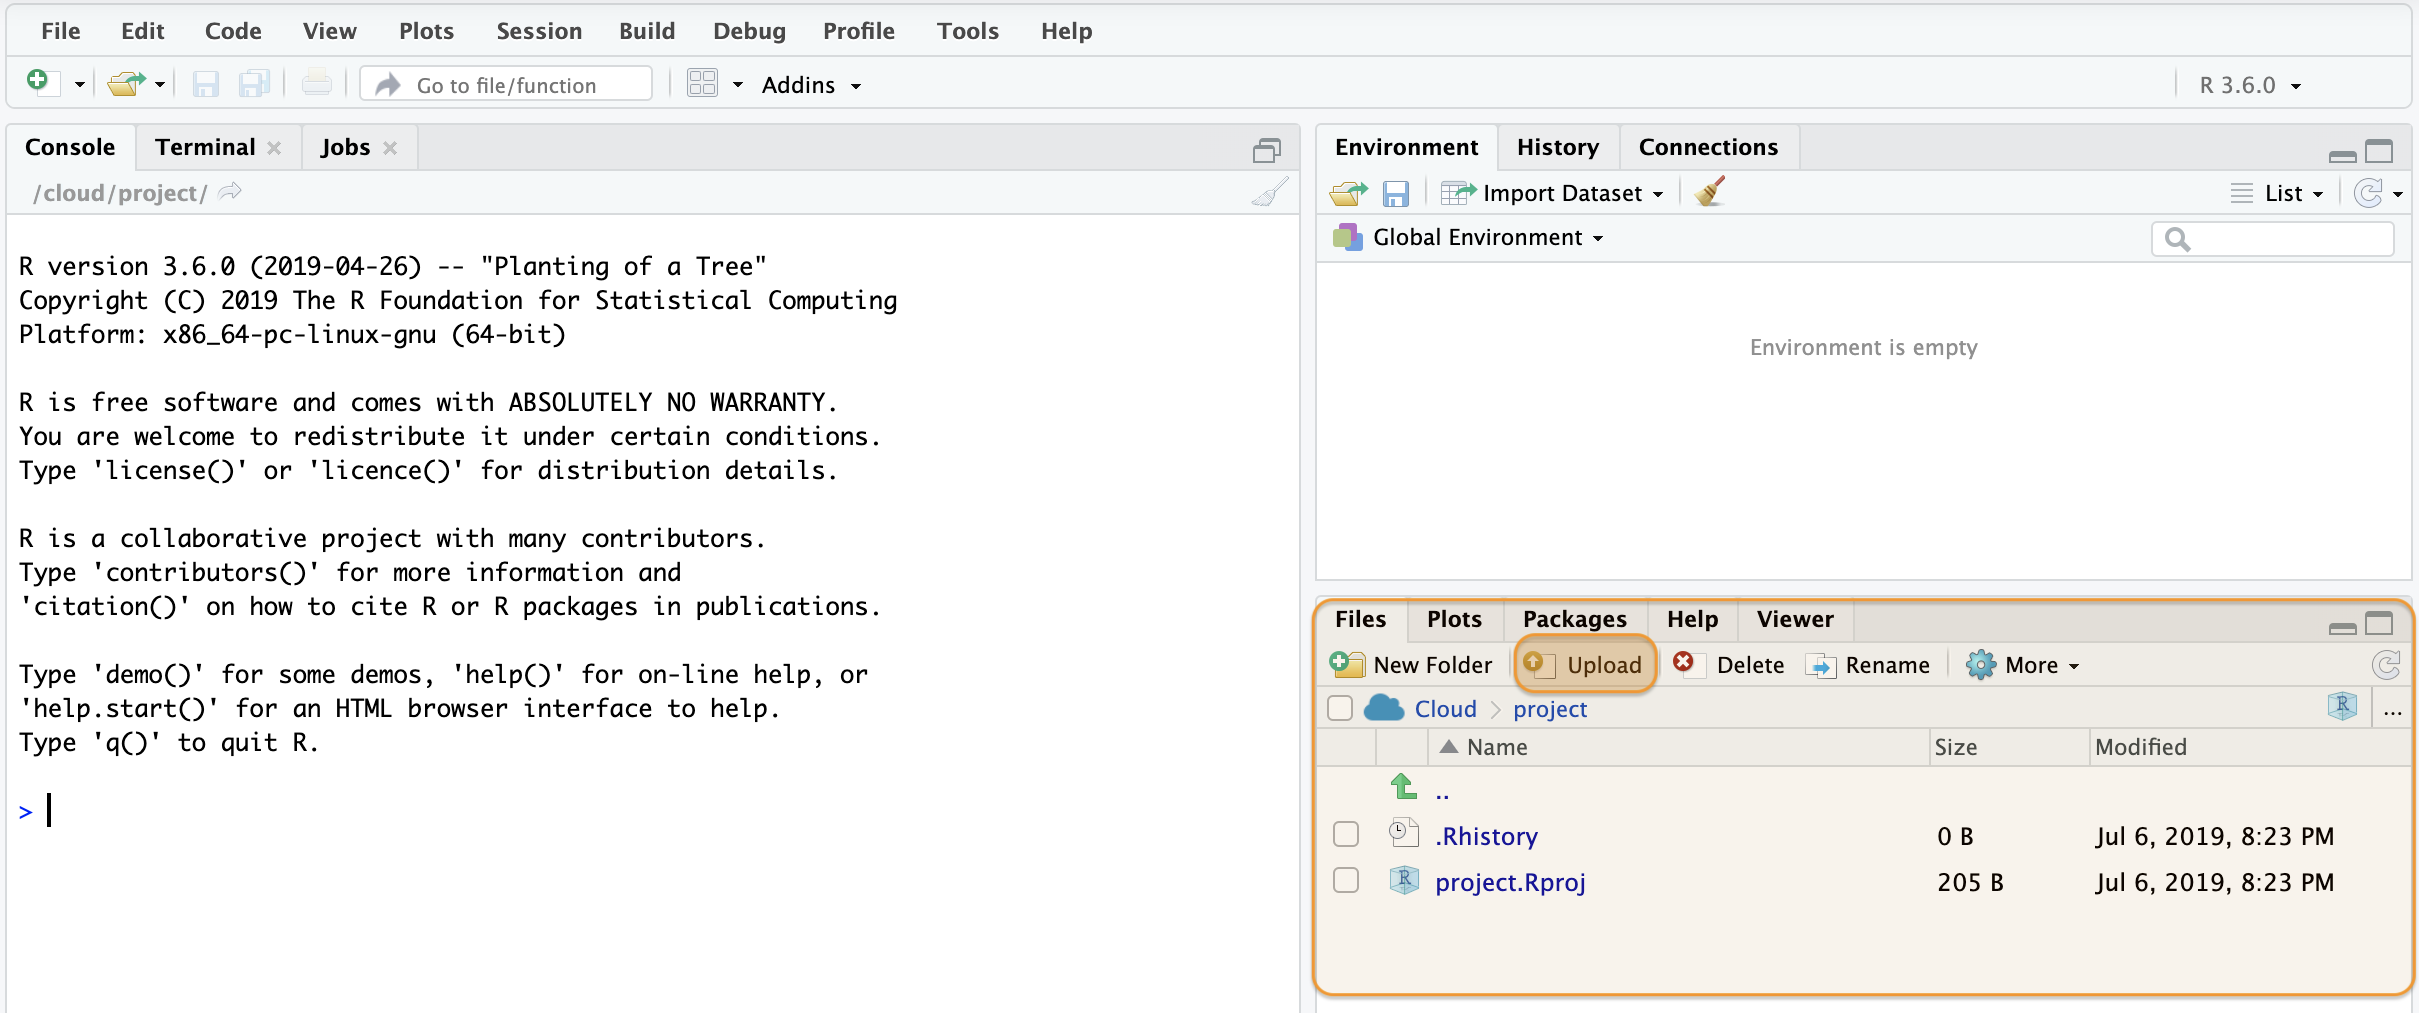 File Edit Code View Plots Session Build Debug Profile Tools Help
Go to file/function Addins R 3.6.0
Console Terminal Jobs
/cloud/project/
R version 3.6.0 (2019-04-26) -- "Planting of a Tree"
Copyright (C) 2019 The R Foundation for Statistical Computing
Platform: x86_64-pc-linux-gnu (64-bit)
R is free software and comes with ABSOLUTELY NO WARRANTY.
You are welcome to redistribute it under certain conditions.
Type 'license()' or 'licence()' for distribution details.
R is a collaborative project with many contributors.
Type 'contributors()' for more information and
'citation()' on how to cite R or R packages in publications.
Type 'demo()' for some demos, 'help()' for on-line help, or
'help.start()' for an HTML browser interface to help.
Type 'q()' to quit R.
>
Environment History Connections
Import Dataset List
Global Environment
Environment is empty
Files Plots Packages Help Viewer
New Folder Upload Delete Rename More
Cloud > project R ...
Name Size Modified
..
.Rhistory 0 B Jul 6, 2019, 8:23 PM
R project.Rproj 205 B Jul 6, 2019, 8:23 PM